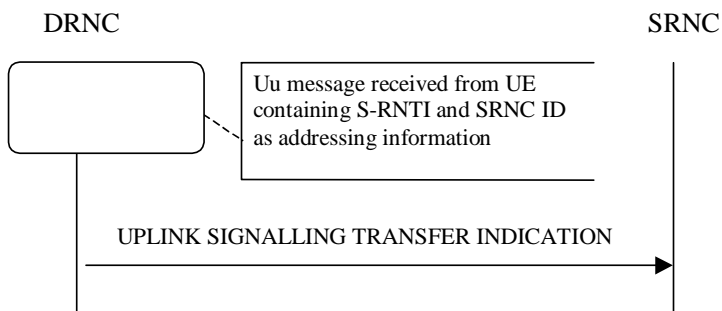 DRNC
SRNC
Uu message received from UE
containing S-RNTI and SRNC ID
as addressing information
UPLINK SIGNALLING TRANSFER INDICATION